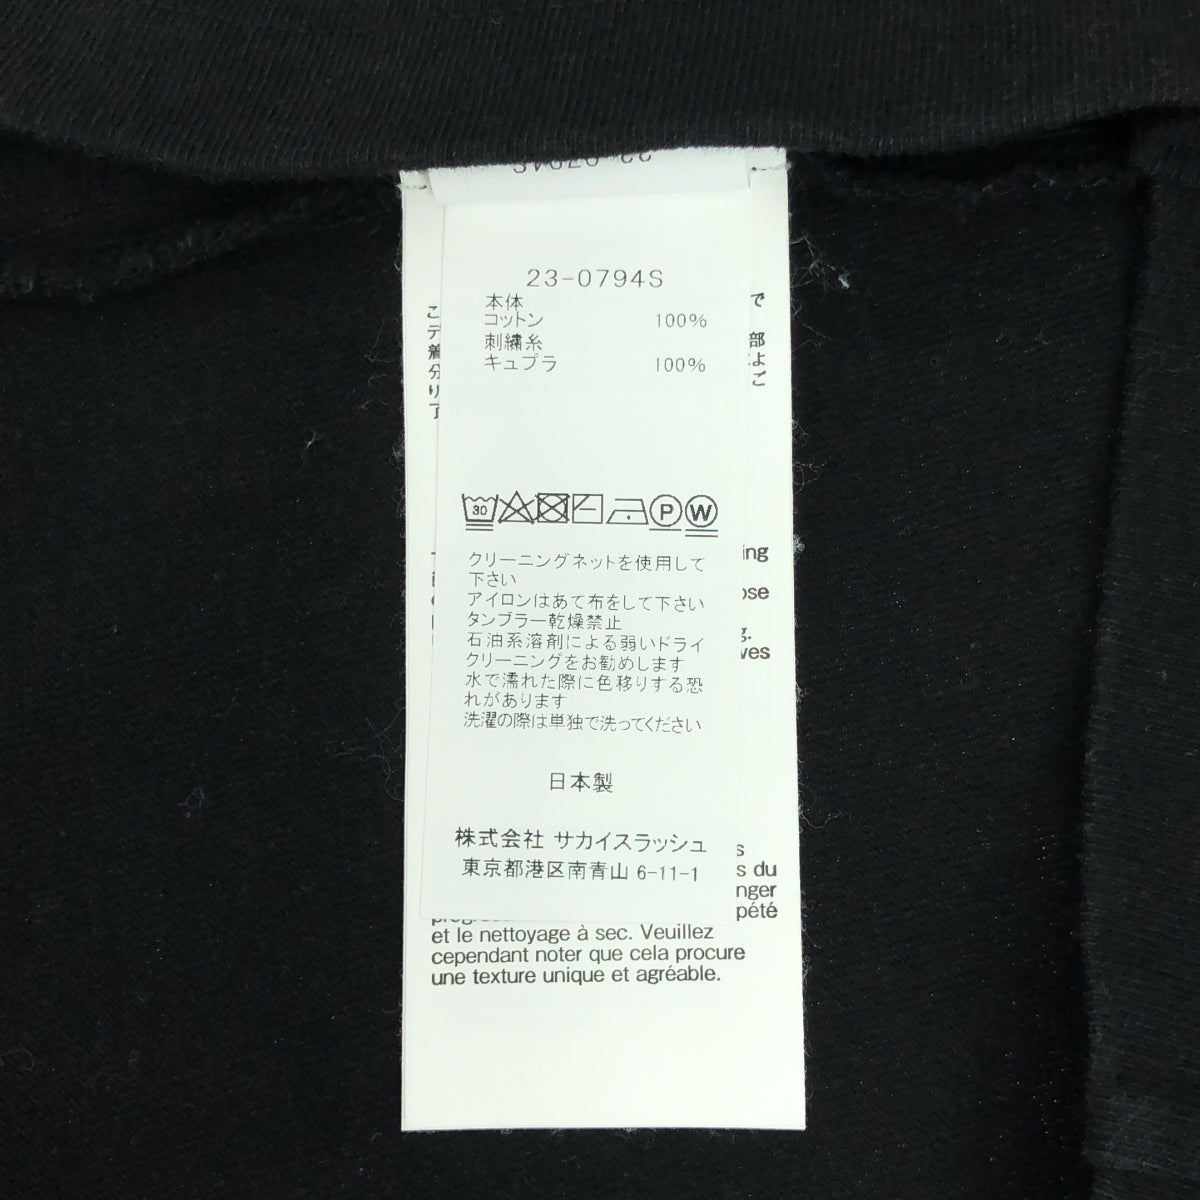 23-0794S
本体
コットン 100%
刺繍糸
キュプラ 100%
30
P
W
クリーニングネットを使用して
下さい
アイロンはあて布をして下さい
タンブラー乾燥禁止
石油系溶剤による弱いドライ
クリーニングをお勧めします
水で濡れた際に色移りする恐
れがあります
洗濯の際は単独で洗ってください
日本製
株式会社 サカイスラッシュ
東京都港区南青山 6-11-1
et le nettoyage à sec. Veuillez
cependant noter que cela procure
une texture unique et agréable.